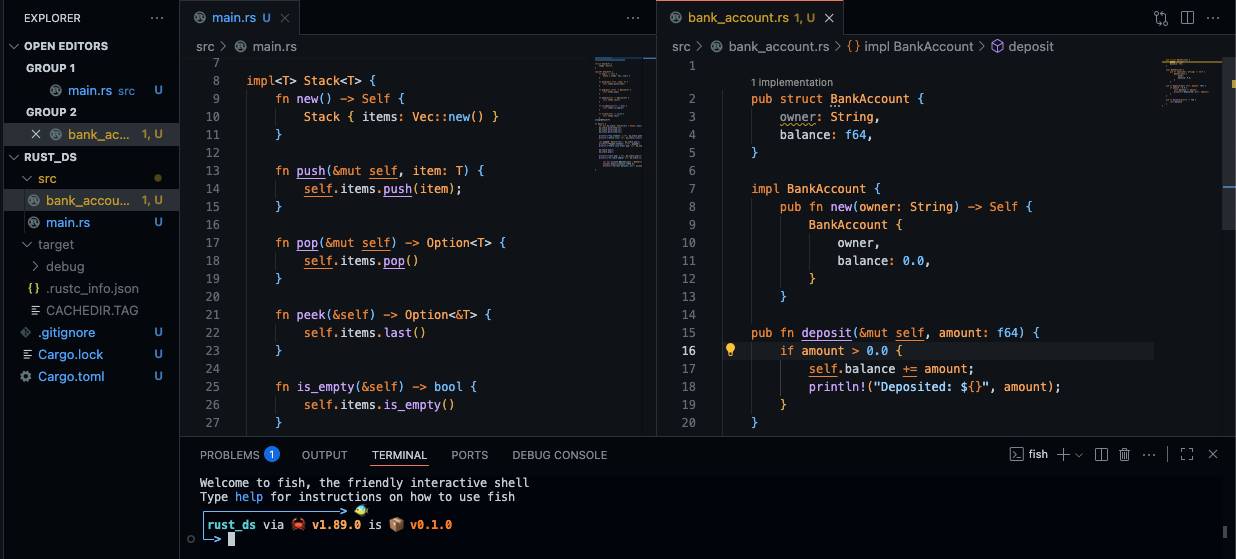 EXPLORER
OPEN EDITORS
GROUP 1
main.rs src U
GROUP 2
bank_ac... 1, U
RUST_DS
src
bank_accou... 1, U
main.rs U
target
debug
.rustc_info.json
CACHEDIR.TAG
.gitignore U
Cargo.lock U
Cargo.toml U
main.rs U
src > main.rs
7
8 impl<T> Stack<T> {
9 fn new() -> Self {
10 Stack { items: Vec::new() }
11 }
12
13 fn push(&mut self, item: T) {
14 self.items.push(item);
15 }
16
17 fn pop(&mut self) -> Option<T> {
18 self.items.pop()
19 }
20
21 fn peek(&self) -> Option<&T> {
22 self.items.last()
23 }
24
25 fn is_empty(&self) -> bool {
26 self.items.is_empty()
27 }
bank_account.rs 1, U
src > bank_account.rs > {} impl BankAccount > deposit
1
1 implementation
2 pub struct BankAccount {
3 owner: String,
4 balance: f64,
5 }
6
7 impl BankAccount {
8 pub fn new(owner: String) -> Self {
9 BankAccount {
10 owner,
11 balance: 0.0,
12 }
13 }
14
15 pub fn deposit(&mut self, amount: f64) {
16 if amount > 0.0 {
17 self.balance += amount;
18 println!("Deposited: ${}", amount);
19 }
20 }
PROBLEMS 1 OUTPUT TERMINAL PORTS DEBUG CONSOLE
fish
Welcome to fish, the friendly interactive shell
Type help for instructions on how to use fish
rust_ds via 🦀 v1.89.0 is 📦 v0.1.0